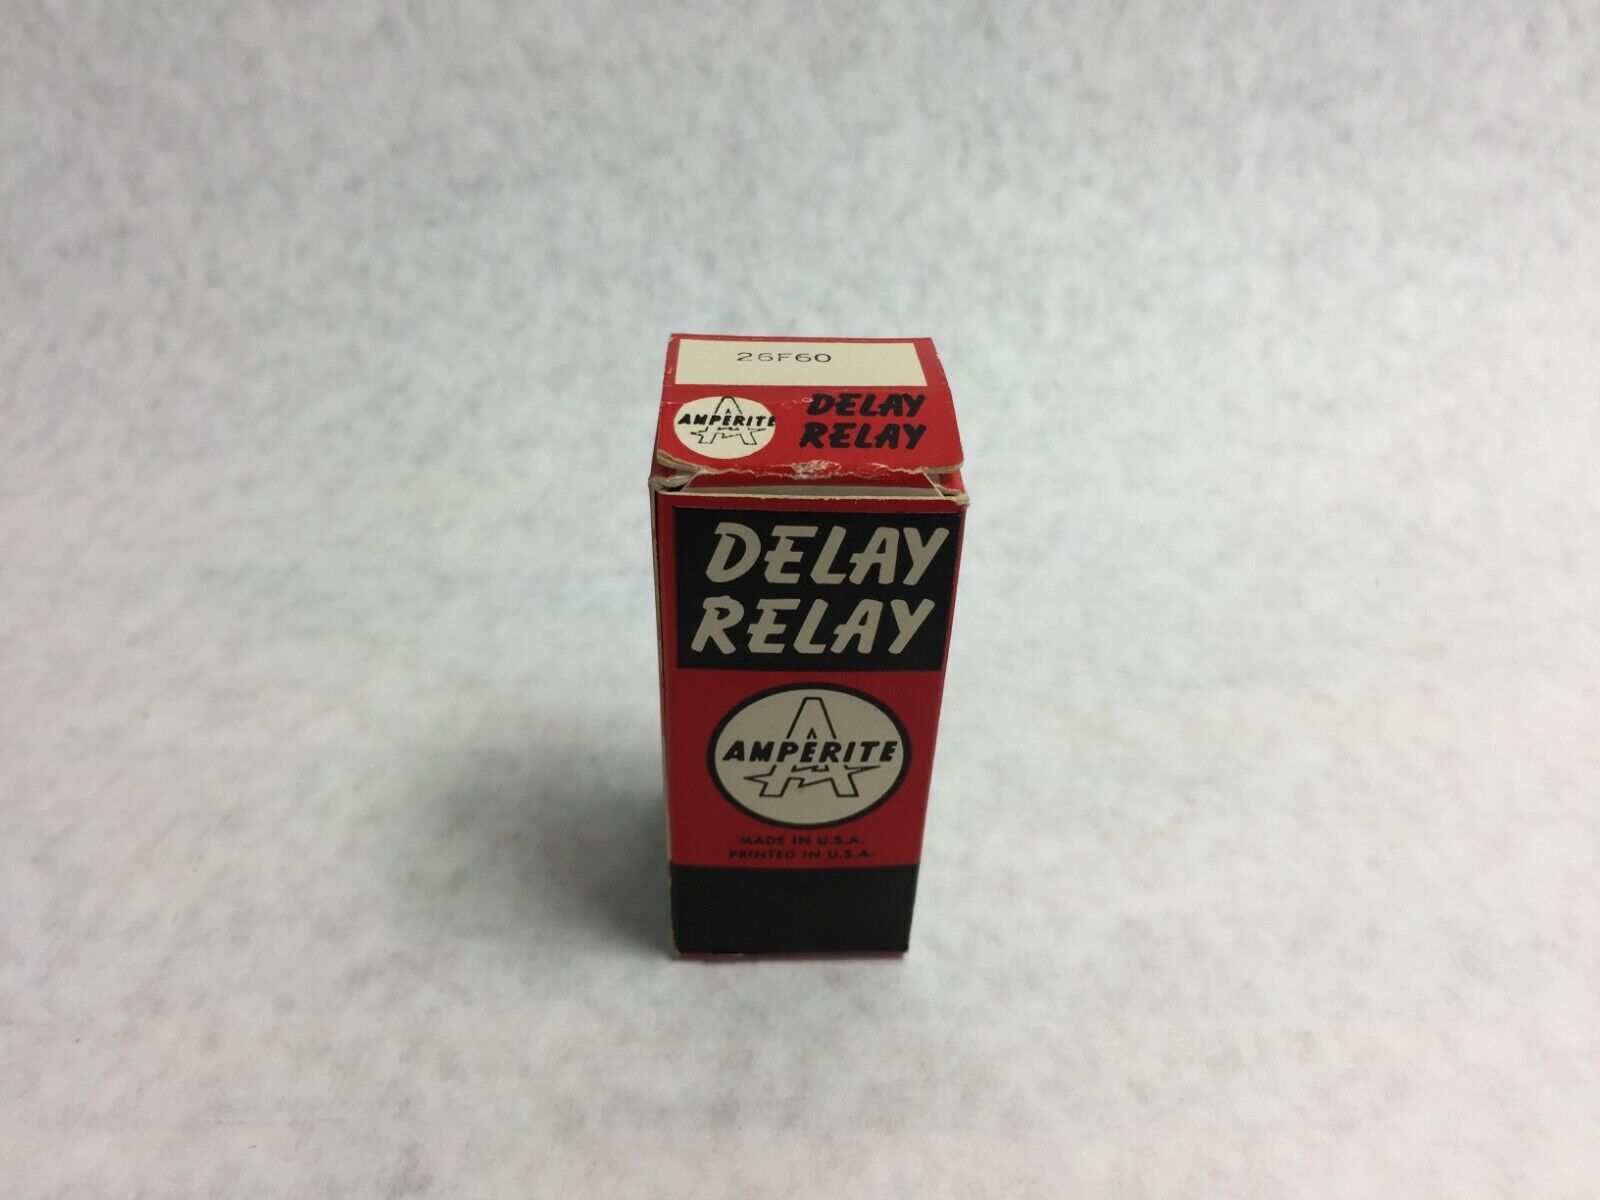 26F60
AMPERITE
DELAY
RELAY
DELAY
RELAY
AMPERITE
MADE IN U.S.A.
PRINTED IN U.S.A.